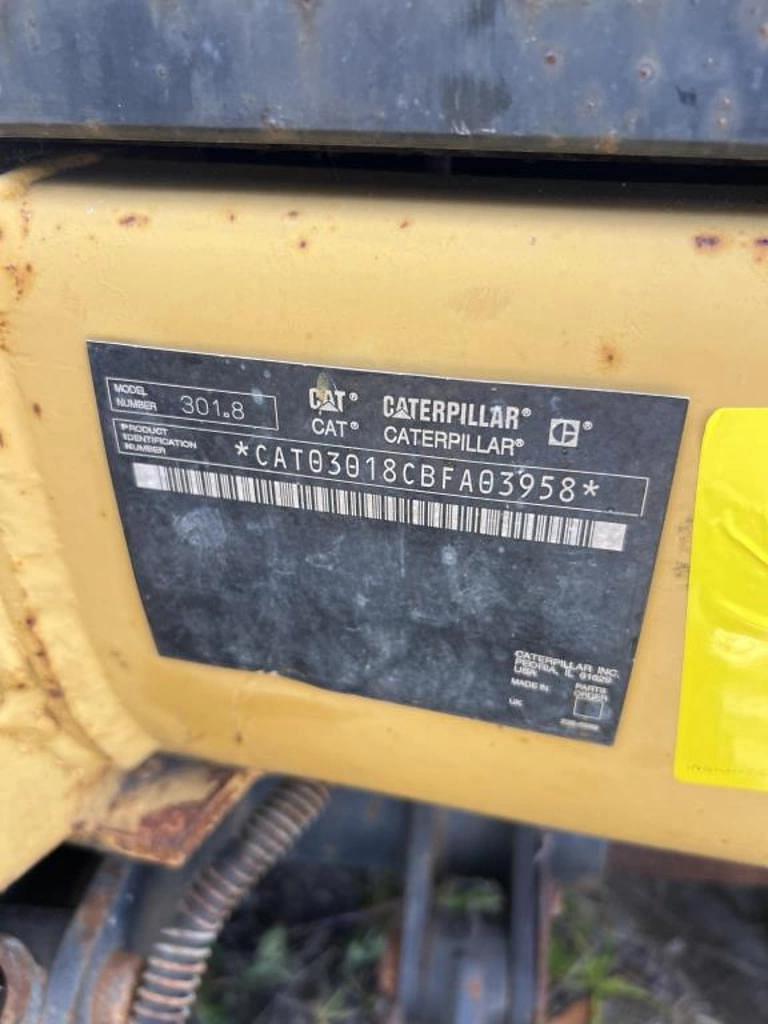 MODEL NUMBER 301.8
CAT® CATERPILLAR® ®
CAT® CATERPILLAR®
PRODUCT IDENTIFICATION NUMBER
*CAT03018CBFA03958*
CATERPILLAR INC.
PEORIA, IL 61629
USA
MADE IN
UK
PARTS
ORDER